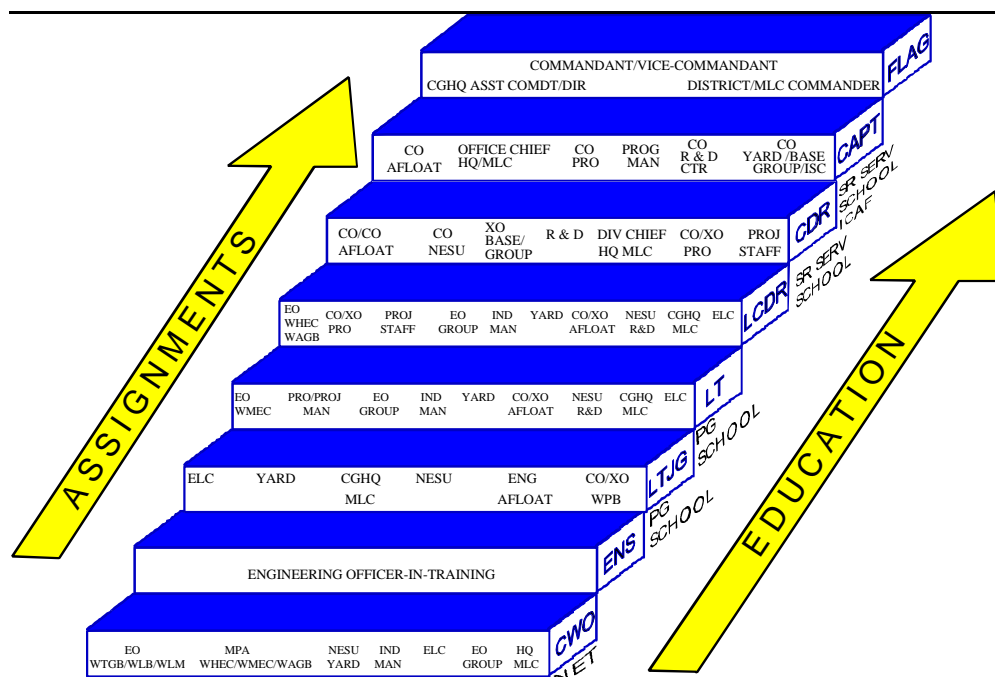 COMMANDANT/VICE-COMMANDANT
CGHQ ASST COMDT/DIR DISTRICT/MLC COMMANDER
FLAG
CO OFFICE CHIEF CO PROG CO CO
AFLOAT HQ/MLC PRO MAN R & D YARD /BASE
CTR GROUP/ISC
CAPT
SR SERV
SCHOOL
ICAF
CO/CO CO XO R & D DIV CHIEF CO/XO PROJ
AFLOAT NESU BASE/ HQ MLC PRO STAFF
GROUP
CDR
SR SERV
SCHOOL
EO CO/XO PROJ EO IND YARD CO/XO NESU CGHQ ELC
WHEC PRO STAFF GROUP MAN AFLOAT R&D MLC
WAGB
LCDR
EO PRO/PROJ EO IND YARD CO/XO NESU CGHQ ELC
WMEC MAN GROUP MAN AFLOAT R&D MLC
LT
PG
SCHOOL
ELC YARD CGHQ NESU ENG CO/XO
MLC AFLOAT WPB
LTJG
PG
SCHOOL
ENGINEERING OFFICER-IN-TRAINING
ENS
EO MPA NESU IND ELC EO HQ
WTGB/WLB/WLM WHEC/WMEC/WAGB YARD MAN GROUP MLC
CWO
ASSIGNMENTS
EDUCATION